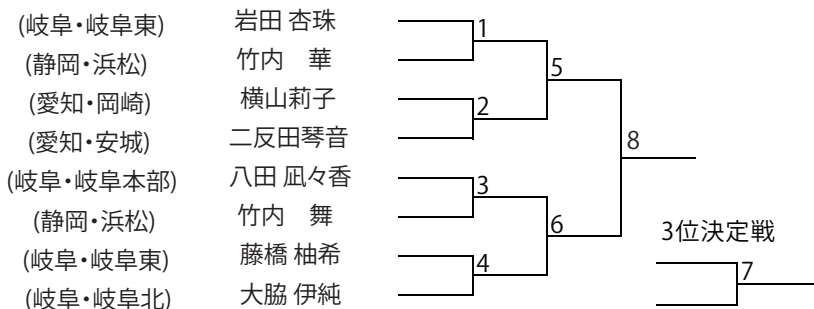 (岐阜・岐阜東) 岩田 杏珠 1
(静岡・浜松) 竹内　華 5
(愛知・岡崎) 横山莉子 2
(愛知・安城) 二反田琴音 8
(岐阜・岐阜本部) 八田 凪々香 3
(静岡・浜松) 竹内　舞 6 3位決定戦
(岐阜・岐阜東) 藤橋 柚希 4 7
(岐阜・岐阜北) 大脇 伊純